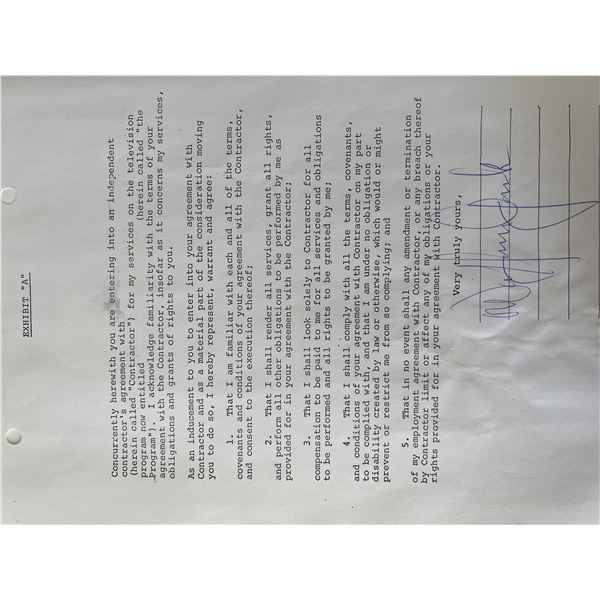 EXHIBIT "A"
Concurrently herewith you are entering into an independent
contractor's agreement with
(herein called "Contractor") for my services on the television
program now entitled (herein called "the
Program"). I acknowledge familiarity with the terms of your
agreement with the Contractor, insofar as it concerns my services,
obligations and grants of rights to you.
As an inducement to you to enter into your agreement with
Contractor and as a material part of the consideration moving
you to do so, I hereby represent, warrant and agree:
1. That I am familiar with each and all of the terms,
covenants and conditions of your agreement with the Contractor,
and consent to the execution thereof;
2. That I shall render all services, grant all rights,
and perform all other obligations to be performed by me as
provided for in your agreement with the Contractor;
3. That I shall look solely to Contractor for all
compensation to be paid to me for all services and obligations
to be performed and all rights to be granted by me;
4. That I shall comply with all the terms, covenants,
and conditions of your agreement with Contractor on my part
to be complied with, and that I am under no obligation or
disability created by law or otherwise, which would or might
prevent or restrict me from so complying; and
5. That in no event shall any amendment or termination
of my employment agreement with Contractor, or any breach thereof
by Contractor limit or affect any of my obligations or your
rights provided for in your agreement with Contractor.
Very truly yours,